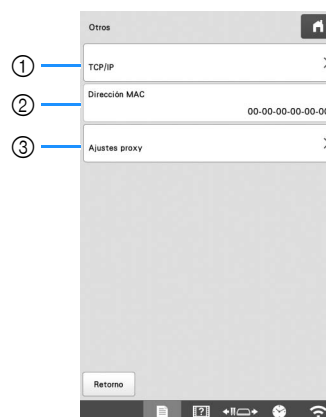 Otros
① TCP/IP
② Dirección MAC
00-00-00-00-00-00
③ Ajustes proxy
Retorno